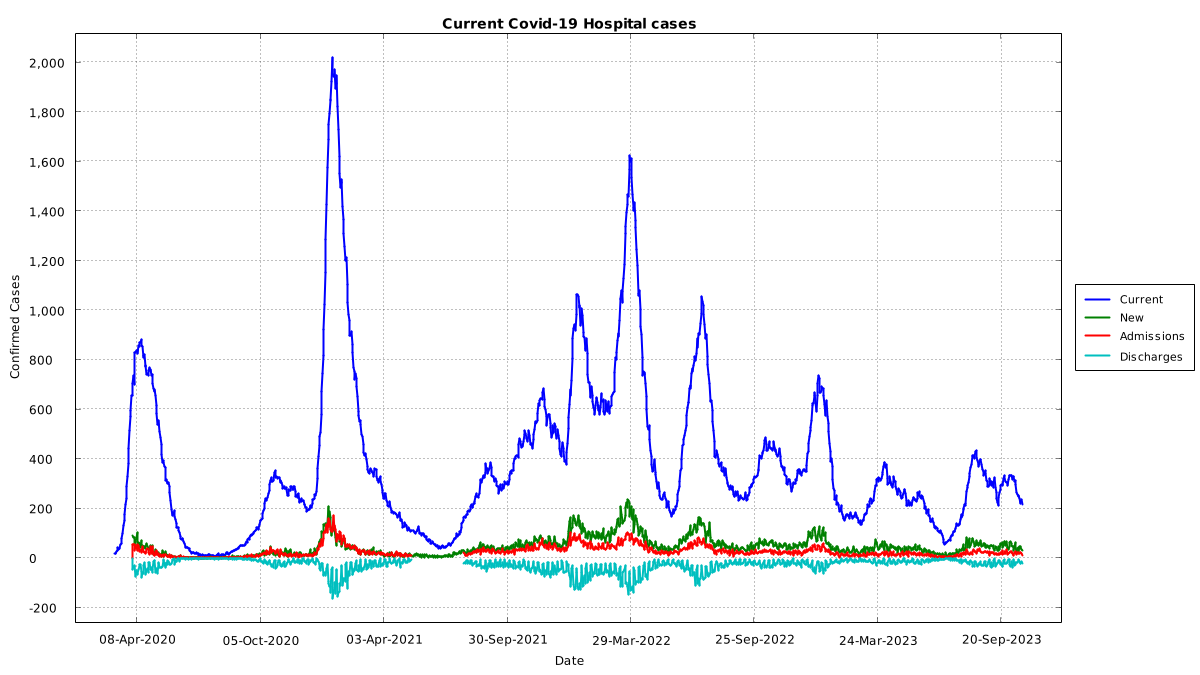 Current Covid-19 Hospital cases
2,000
1,800
1,600
1,400
1,200
1,000
800
600
400
200
0
-200
Confirmed Cases
08-Apr-2020 05-Oct-2020 03-Apr-2021 30-Sep-2021 29-Mar-2022 25-Sep-2022 24-Mar-2023 20-Sep-2023
Date
Current
New
Admissions
Discharges